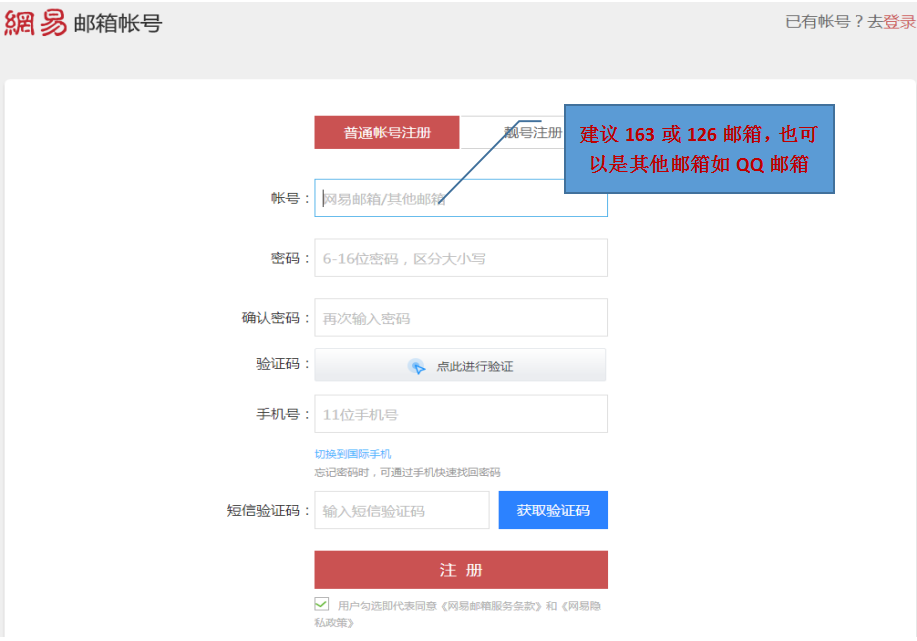 網易 邮箱帐号
已有帐号？去登录
普通帐号注册
靓号注册
建议 163 或 126 邮箱，也可
以是其他邮箱如 QQ 邮箱
帐号：
网易邮箱/其他邮箱
密码：
6-16位密码，区分大小写
确认密码：
再次输入密码
验证码：
点此进行验证
手机号：
11位手机号
切换到国际手机
忘记密码时，可通过手机快速找回密码
短信验证码：
输入短信验证码
获取验证码
注 册
用户勾选即代表同意《网易邮箱服务条款》和《网易隐
私政策》